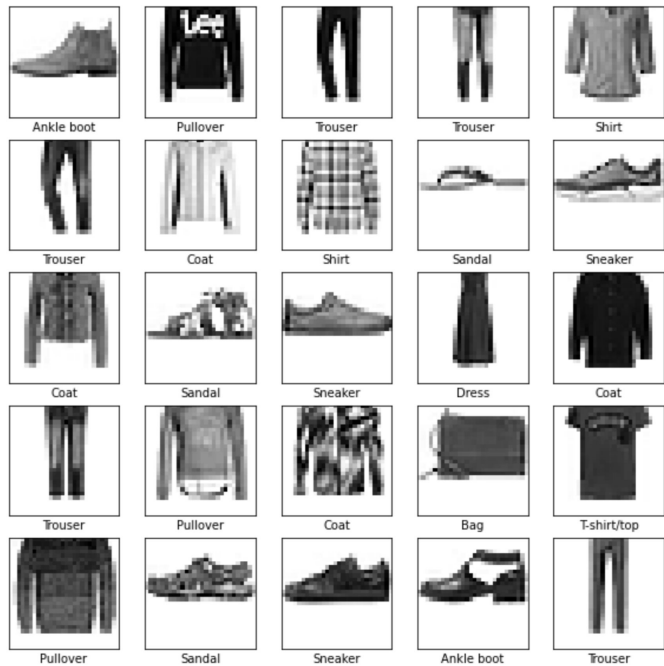 Lee
Ankle boot Pullover Trouser Trouser Shirt
Trouser Coat Shirt Sandal Sneaker
Coat Sandal Sneaker Dress Coat
Trouser Pullover Coat Bag T-shirt/top
Pullover Sandal Sneaker Ankle boot Trouser